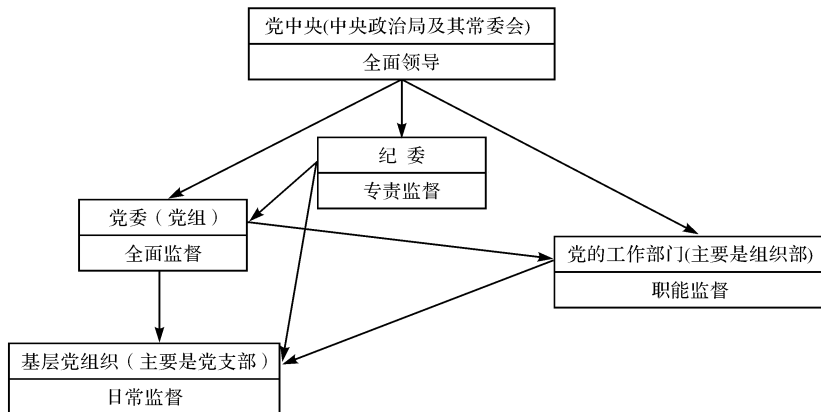 党中央(中央政治局及其常委会)
全面领导
纪 委
专责监督
党委（党组）
全面监督
党的工作部门(主要是组织部)
职能监督
基层党组织（主要是党支部）
日常监督